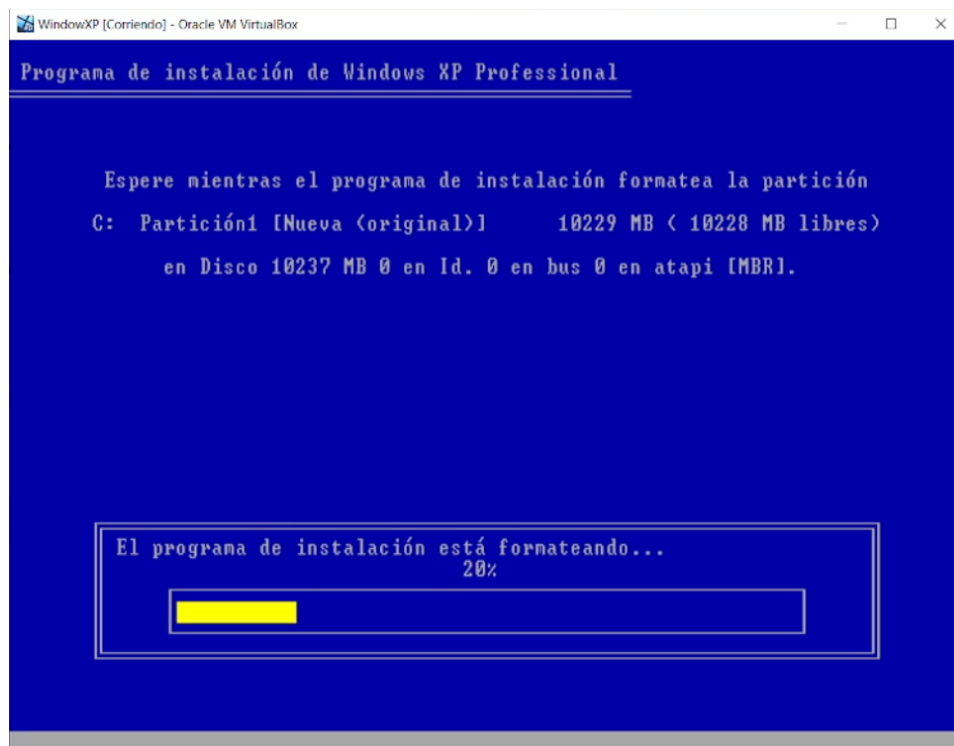 WindowXP [Corriendo] - Oracle VM VirtualBox
Programa de instalación de Windows XP Professional
Espere mientras el programa de instalación formatea la partición
C: Partición1 [Nueva (original)] 10229 MB ( 10228 MB libres)
en Disco 10237 MB 0 en Id. 0 en bus 0 en atapi [MBR].
El programa de instalación está formateando...
20%